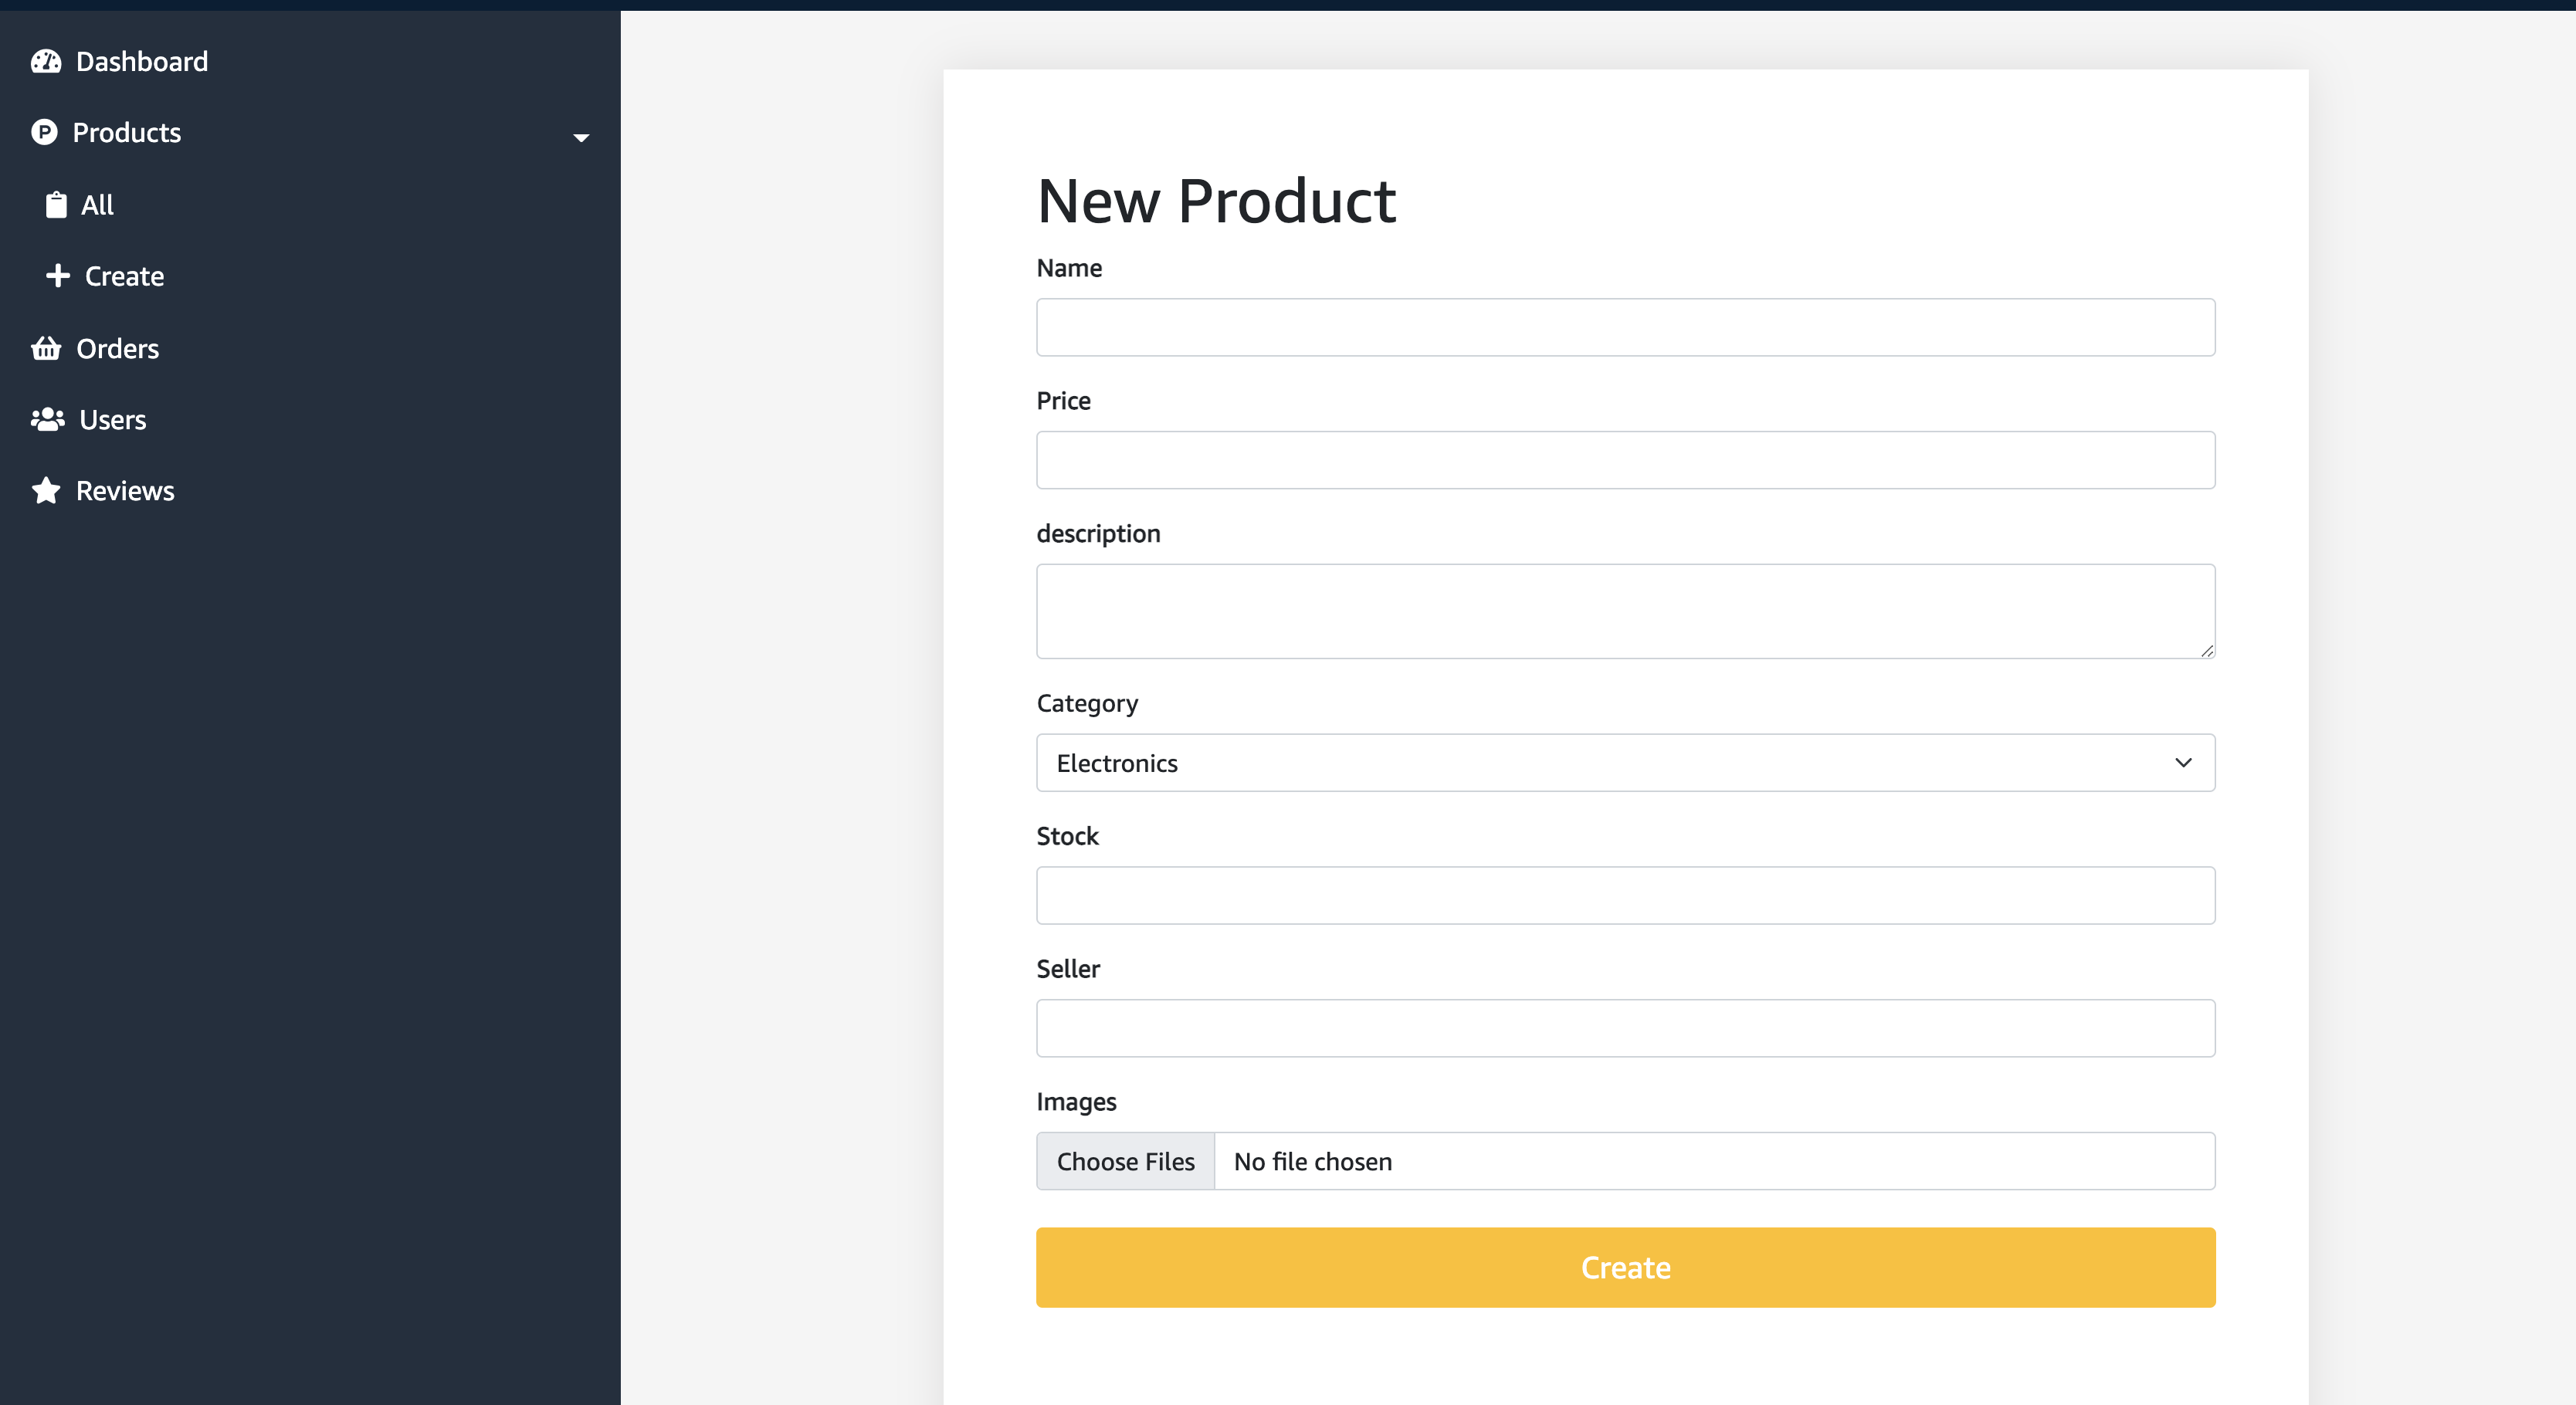 Dashboard
Products
All
Create
Orders
Users
Reviews
New Product
Name
Price
description
Category
Electronics
Stock
Seller
Images
Choose Files No file chosen
Create